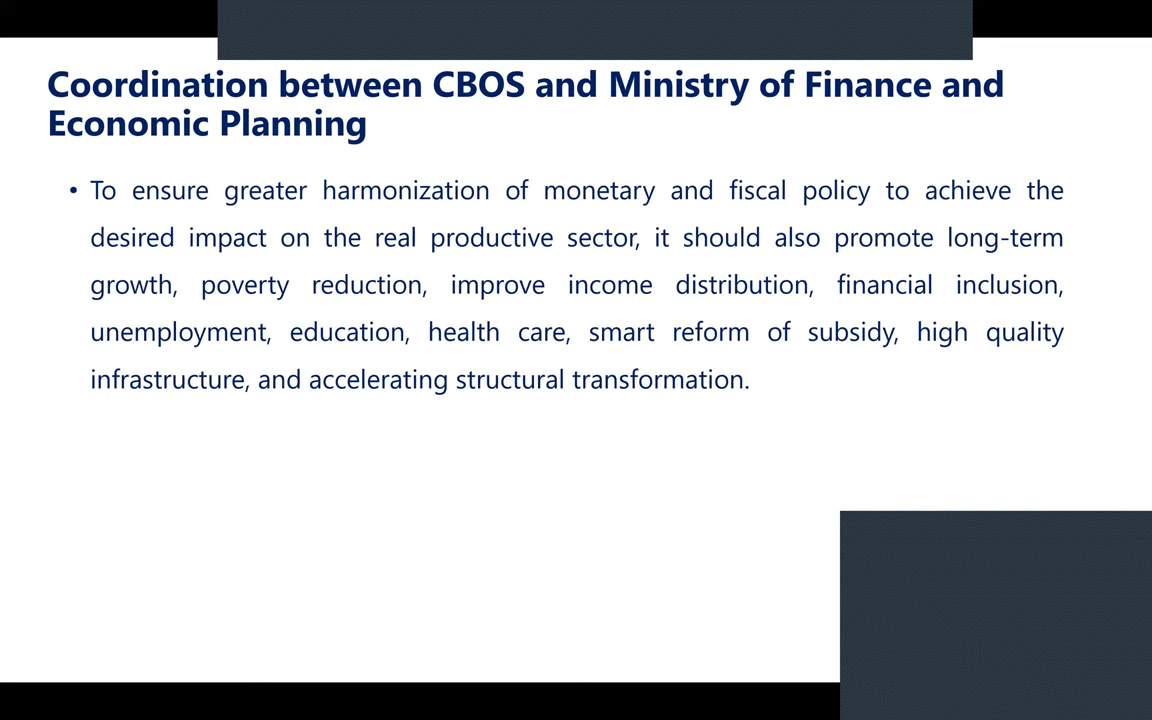 Coordination between CBOS and Ministry of Finance and
Economic Planning
• To ensure greater harmonization of monetary and fiscal policy to achieve the
desired impact on the real productive sector, it should also promote long-term
growth, poverty reduction, improve income distribution, financial inclusion,
unemployment, education, health care, smart reform of subsidy, high quality
infrastructure, and accelerating structural transformation.